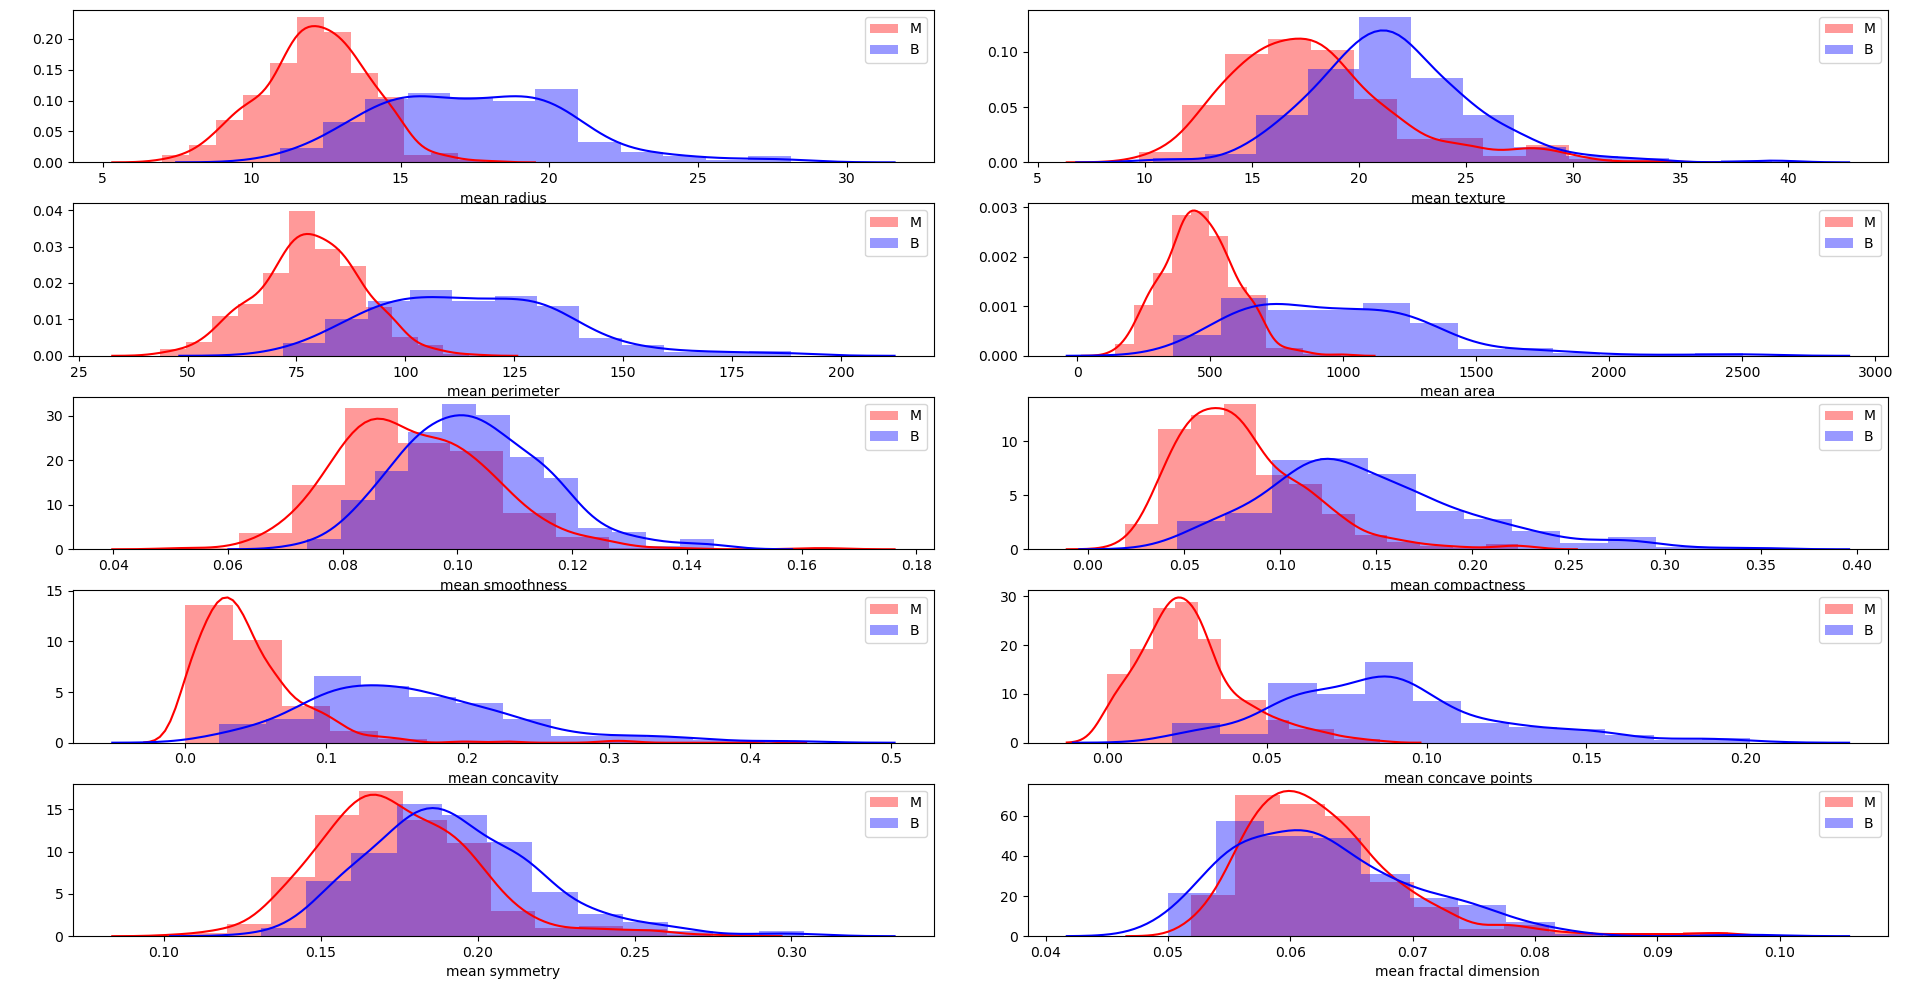 M
B
0.20
0.15
0.10
0.05
0.00
5 10 15 20 25 30
mean radius
M
B
0.10
0.05
0.00
5 10 15 20 25 30 35 40
mean texture
M
B
0.04
0.03
0.02
0.01
0.00
25 50 75 100 125 150 175 200
mean perimeter
M
B
0.003
0.002
0.001
0.000
0 500 1000 1500 2000 2500 3000
mean area
M
B
30
20
10
0
0.04 0.06 0.08 0.10 0.12 0.14 0.16 0.18
mean smoothness
M
B
10
5
0
0.00 0.05 0.10 0.15 0.20 0.25 0.30 0.35 0.40
mean compactness
M
B
15
10
5
0
0.0 0.1 0.2 0.3 0.4 0.5
mean concavity
M
B
30
20
10
0
0.00 0.05 0.10 0.15 0.20
mean concave points
M
B
15
10
5
0
0.10 0.15 0.20 0.25 0.30
mean symmetry
M
B
60
40
20
0
0.04 0.05 0.06 0.07 0.08 0.09 0.10
mean fractal dimension